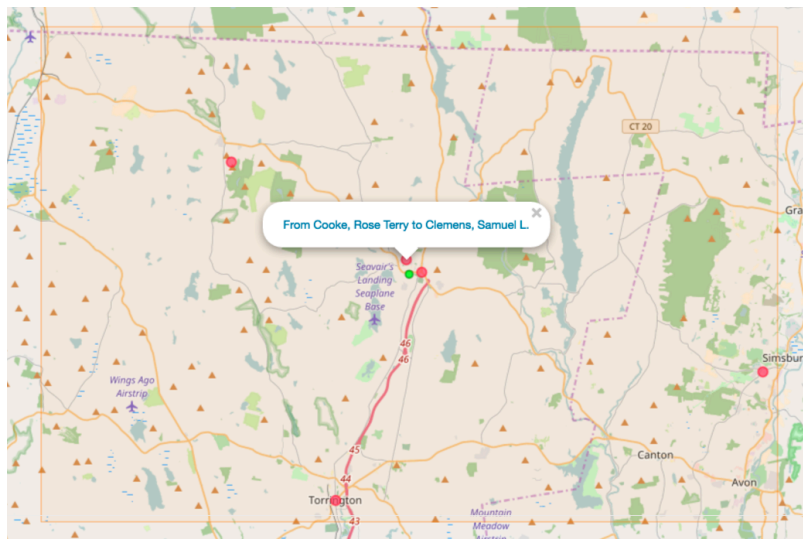 CT 20
Gra
From Cooke, Rose Terry to Clemens, Samuel L.
Seavair's
Landing
Seaplane
Base
46
46
Simsbur
Wings Ago
Airstrip
45
Canton
44
Avon
Torrington
43
Mountain
Meadow
Airstrip